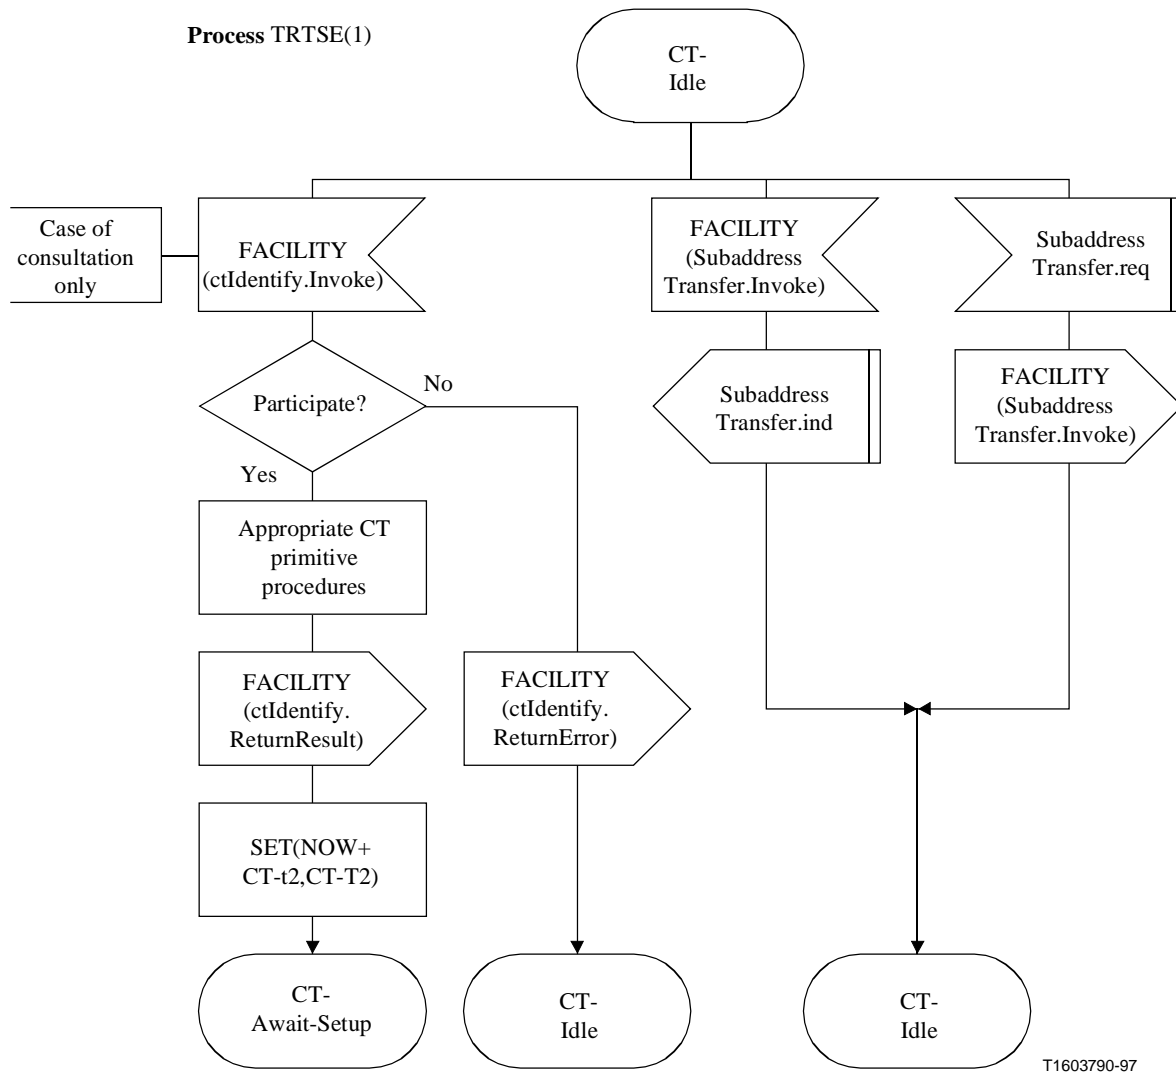 Process TRTSE(1)
CT-
Idle
Case of
consultation
only
FACILITY
(ctIdentify.Invoke)
FACILITY
(Subaddress
Transfer.Invoke)
Subaddress
Transfer.req
Participate?
No
Yes
Subaddress
Transfer.ind
FACILITY
(Subaddress
Transfer.Invoke)
Appropriate CT
primitive
procedures
FACILITY
(ctIdentify.
ReturnResult)
FACILITY
(ctIdentify.
ReturnError)
SET(NOW+
CT-t2,CT-T2)
CT-
Await-Setup
CT-
Idle
CT-
Idle
T1603790-97